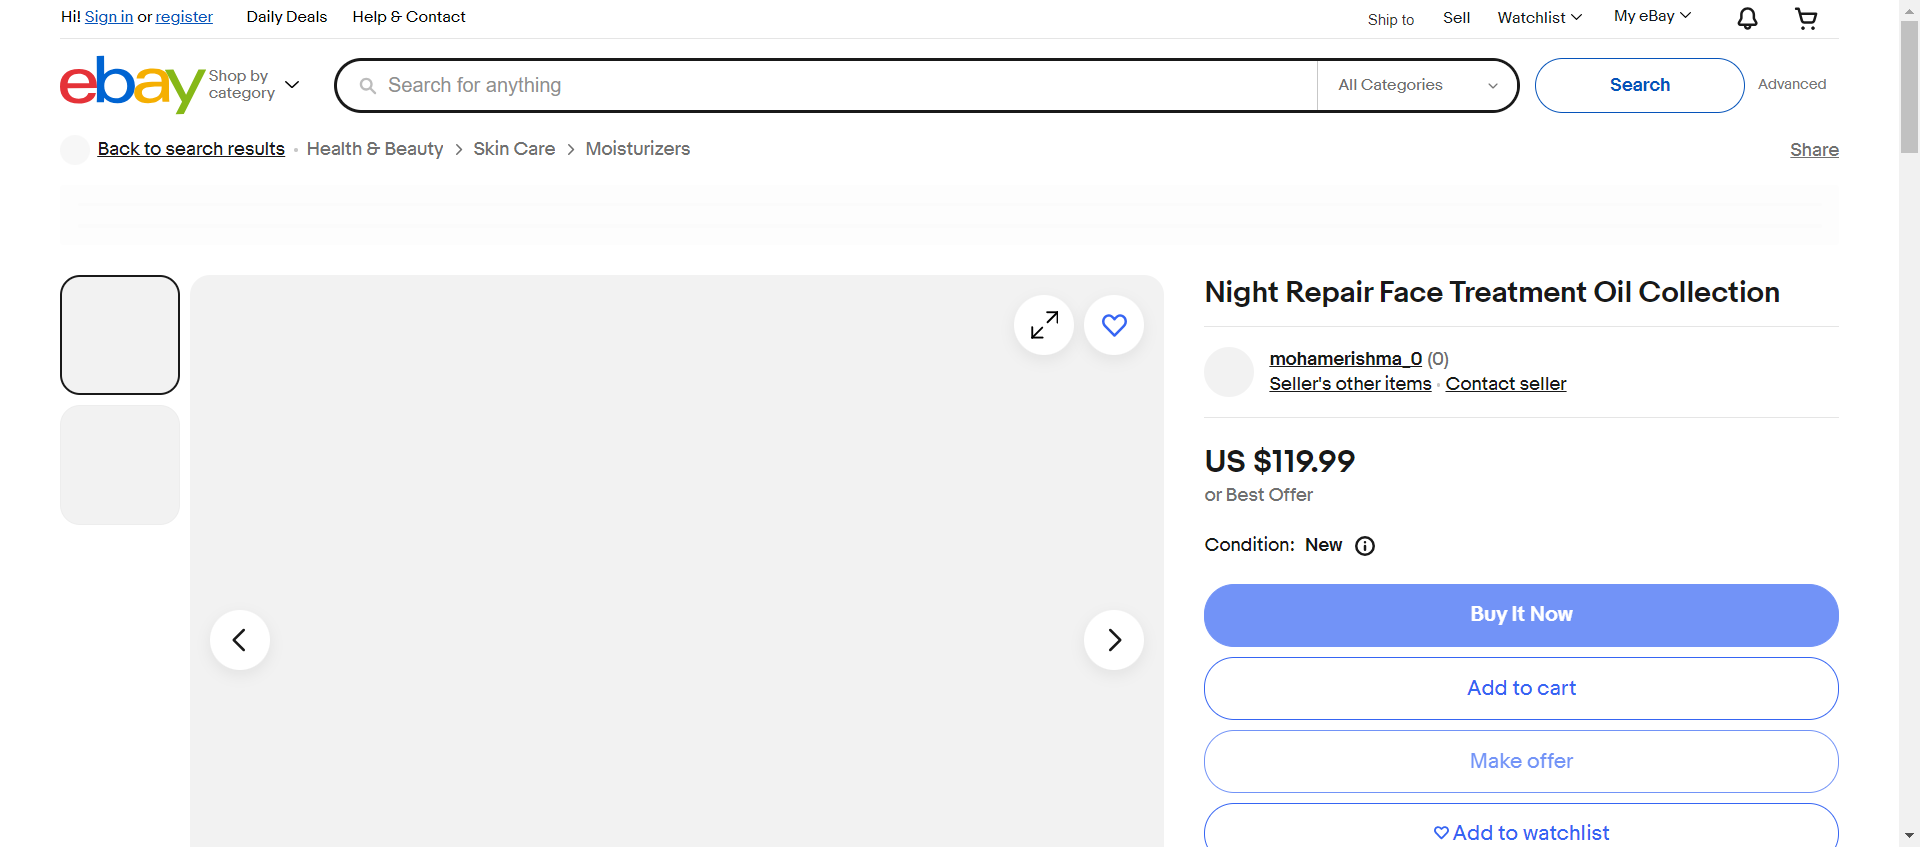 Hi! Sign in or register
Daily Deals
Help & Contact
Ship to
Sell
Watchlist
My eBay
ebay
Shop by
category
Search for anything
All Categories
Search
Advanced
Back to search results
Health & Beauty
Skin Care
Moisturizers
Share
Night Repair Face Treatment Oil Collection
mohamerishma_0 (0)
Seller's other items · Contact seller
US $119.99
or Best Offer
Condition: New
Buy It Now
Add to cart
Make offer
Add to watchlist